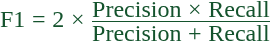 F1 = 2 × Precision × Recall
Precision + Recall